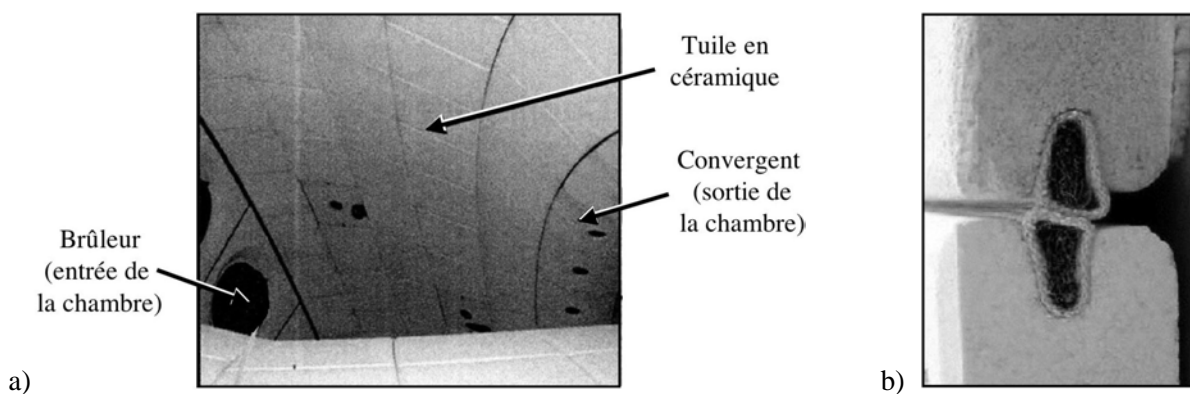 Tuile en
céramique
Convergent
(sortie de
la chambre)
Brûleur
(entrée de
la chambre)
a)
b)